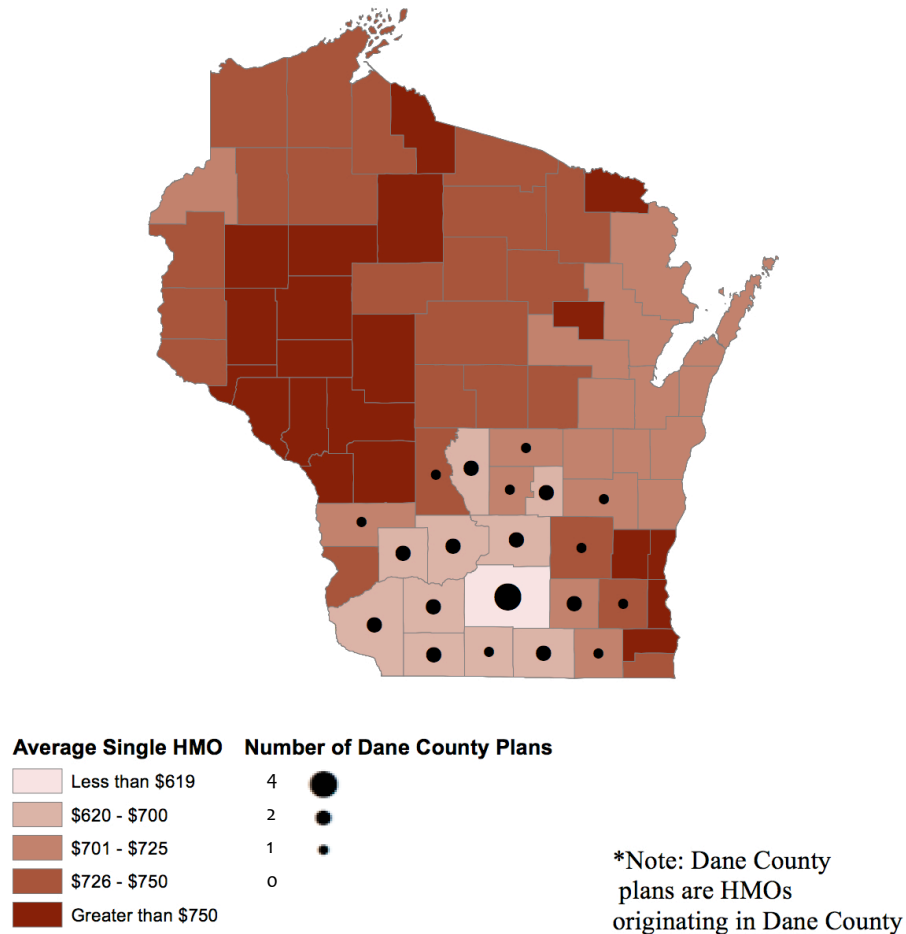 Average Single HMO Number of Dane County Plans
Less than $619 4
$620 - $700 2
$701 - $725 1
$726 - $750 0
Greater than $750
*Note: Dane County
plans are HMOs
originating in Dane County